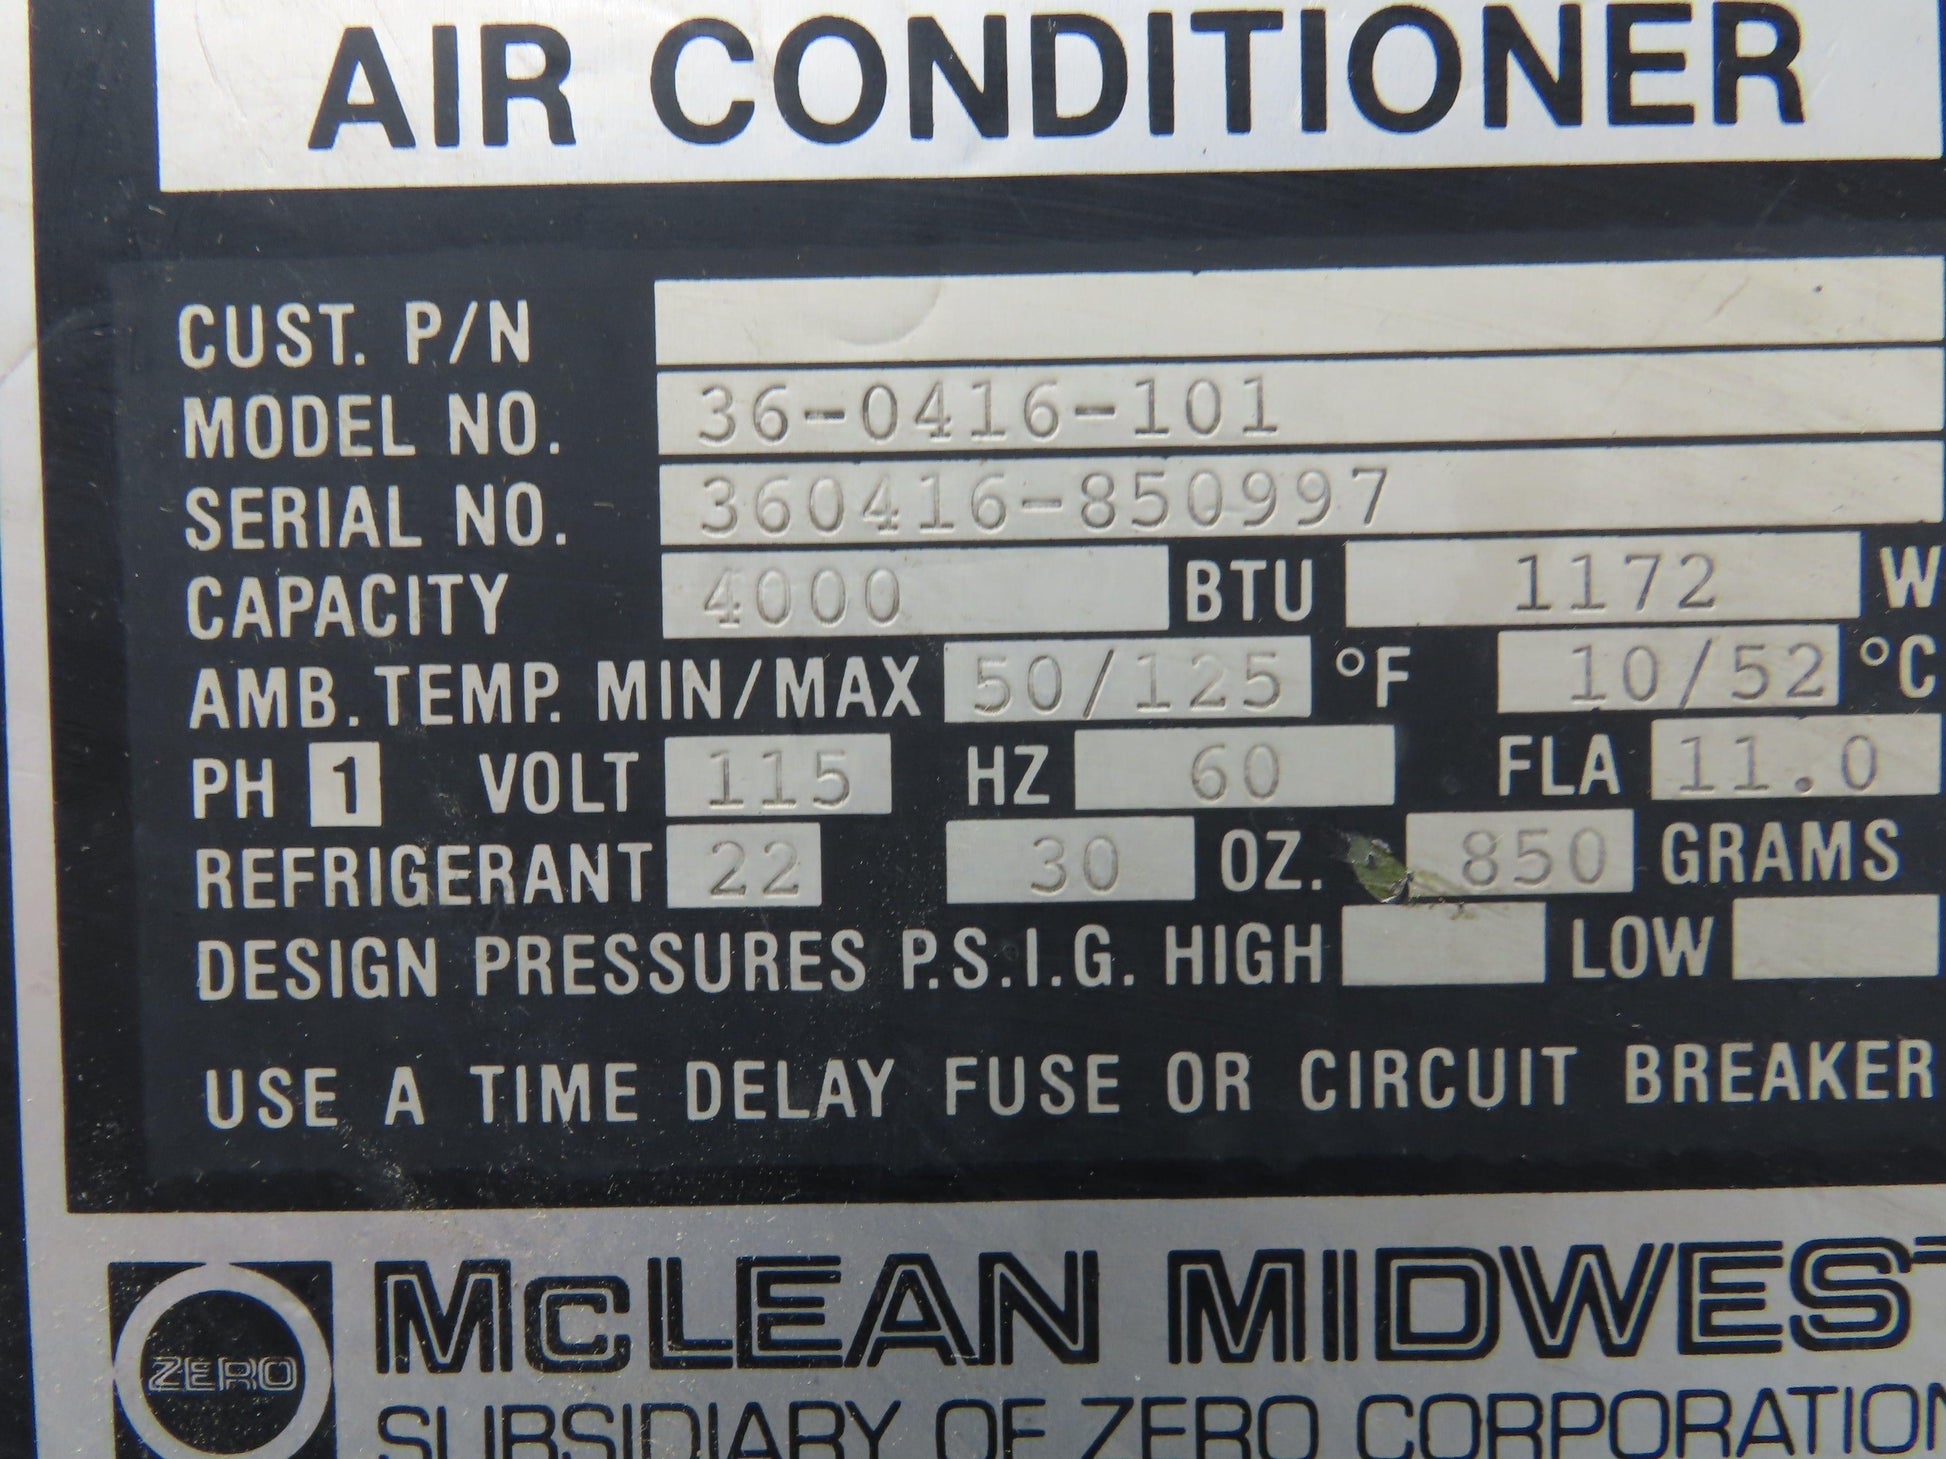 AIR CONDITIONER
CUST. P/N
MODEL NO. 36-0416-101
SERIAL NO. 360416-850997
CAPACITY 4000 BTU 1172 W
AMB. TEMP. MIN/MAX 50/125 °F 10/52 °C
PH 1 VOLT 115 HZ 60 FLA 11.0
REFRIGERANT 22 30 OZ. 850 GRAMS
DESIGN PRESSURES P.S.I.G. HIGH LOW
USE A TIME DELAY FUSE OR CIRCUIT BREAKER
ZERO
MCLEAN MIDWEST
SUBSIDIARY OF ZERO CORPORATION